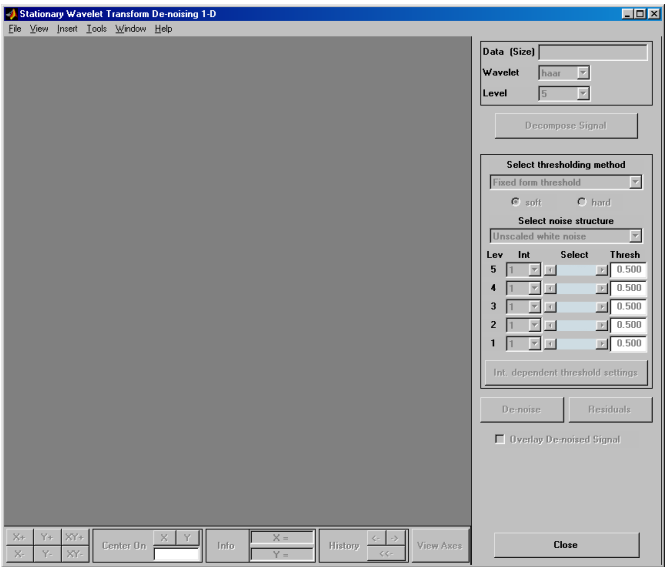 Stationary Wavelet Transform De-noising 1-D
File View Insert Tools Window Help
Data (Size)
Wavelet haar
Level 5
Decompose Signal
Select thresholding method
Fixed form threshold
soft hard
Select noise structure
Unscaled white noise
Lev Int Select Thresh
5 1 0.500
4 1 0.500
3 1 0.500
2 1 0.500
1 1 0.500
Int. dependent threshold settings
De-noise Residuals
Overlay De-noised Signal
X+ Y+ XY+ Center On X Y Info X = History <- -> View Axes
X- Y- XY- Y = <<-
Close